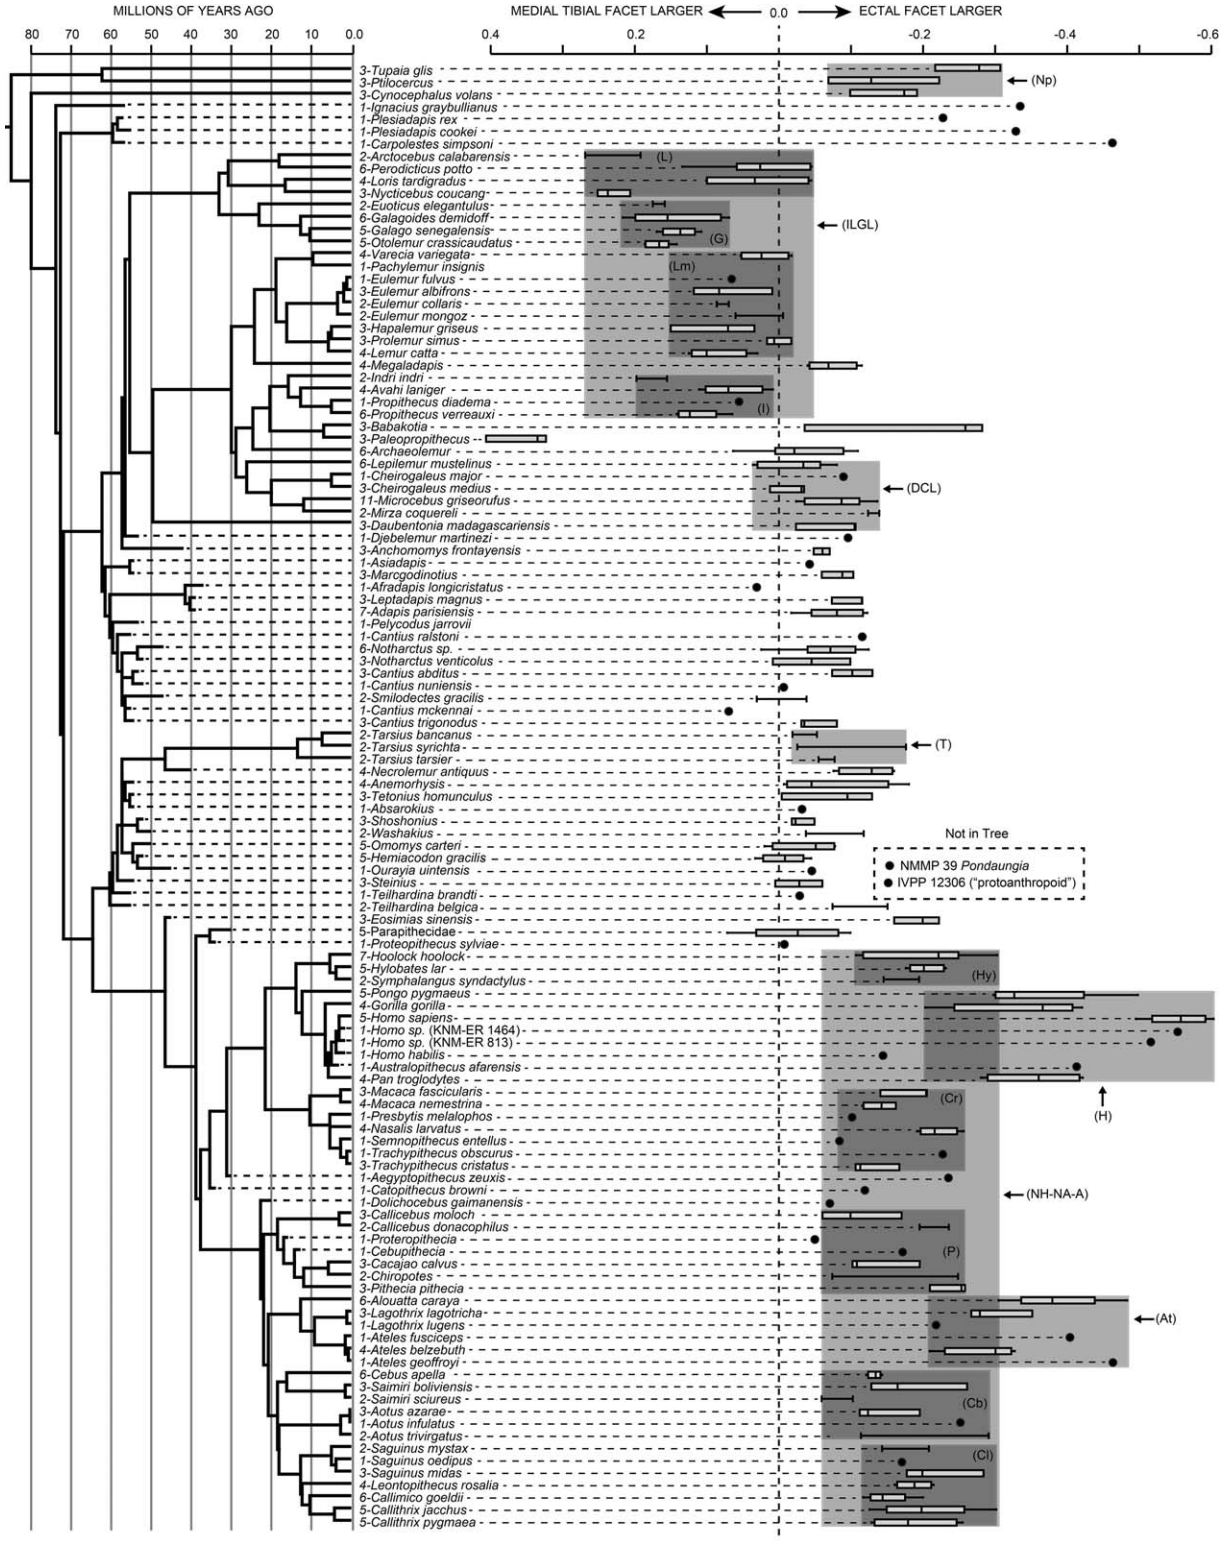 MILLIONS OF YEARS AGO
MEDIAL TIBIAL FACET LARGER 0.0 ECTAL FACET LARGER
80 70 60 50 40 30 20 10 0.0 0.4 0.2 -0.2 -0.4 -0.6
3-Tupaia glis
3-Ptilocercus
(Np)
3-Cynocephalus volans
1-Ignacius graybullianus
1-Plesiadapis rex
1-Plesiadapis cookei
1-Carpolestes simpsoni
2-Arctocebus calabarensis
(L)
6-Perodicticus potto
4-Loris tardigradus
3-Nycticebus coucang
2-Euoticus elegantulus
6-Galagoides demidoff
(ILGL)
5-Galago senegalensis
(G)
5-Otolemur crassicaudatus
4-Varecia variegata
1-Pachylemur insignis
(Lm)
1-Eulemur fulvus
3-Eulemur albifrons
2-Eulemur collaris
2-Eulemur mongoz
3-Hapalemur griseus
3-Prolemur simus
4-Lemur catta
4-Megaladapis
2-Indri indri
4-Avahi laniger
1-Propithecus diadema
(I)
6-Propithecus verreauxi
3-Babakotia
3-Paleopropithecus
6-Archaeolemur
6-Lepilemur mustelinus
1-Cheirogaleus major
3-Cheirogaleus medius
(DCL)
11-Microcebus griseorufus
2-Mirza coquereli
3-Daubentonia madagascariensis
1-Djebelemur martinezi
3-Anchomomys frontayensis
1-Asiadapis
3-Marcgodinotius
1-Afradapis longicristatus
3-Leptadapis magnus
7-Adapis parisiensis
1-Pelycodus jarrovii
1-Cantius ralstoni
6-Notharctus sp.
3-Notharctus venticolus
3-Cantius abditus
1-Cantius nuniensis
2-Smilodectes gracilis
1-Cantius mckennai
3-Cantius trigonodus
2-Tarsius bancanus
2-Tarsius syrichta
(T)
2-Tarsius tarsier
4-Necrolemur antiquus
4-Anemorhysis
3-Tetonius homunculus
1-Absarokius
3-Shoshonius
2-Washakius
Not in Tree
5-Omomys carteri
5-Hemiacodon gracilis
NMMP 39 Pondaungia
1-Ourayia uintensis
3-Steinius
IVPP 12306 ("protoanthropoid")
1-Teilhardina brandti
2-Teilhardina belgica
3-Eosimias sinensis
5-Parapithecidae
1-Proteopithecus sylviae
7-Hoolock hoolock
5-Hylobates lar
(Hy)
2-Symphalangus syndactylus
5-Pongo pygmaeus
4-Gorilla gorilla
5-Homo sapiens
1-Homo sp. (KNM-ER 1464)
1-Homo sp. (KNM-ER 813)
1-Homo habilis
1-Australopithecus afarensis
4-Pan troglodytes
3-Macaca fascicularis
(Cr)
4-Macaca nemestrina
(H)
1-Presbytis melalophos
4-Nasalis larvatus
1-Semnopithecus entellus
1-Trachypithecus obscurus
3-Trachypithecus cristatus
1-Aegyptopithecus zeuxis
1-Catopithecus browni
(NH-NA-A)
1-Dolichocebus gaimanensis
3-Callicebus moloch
2-Callicebus donacophilus
1-Proteropithecia
1-Cebupithecia
(P)
3-Cacajao calvus
2-Chiropotes
3-Pithecia pithecia
6-Alouatta caraya
3-Lagothrix lagotricha
(At)
1-Lagothrix lugens
1-Ateles fusciceps
4-Ateles belzebuth
1-Ateles geoffroyi
6-Cebus apella
3-Saimiri boliviensis
2-Saimiri sciureus
(Cb)
3-Aotus azarae
1-Aotus infulatus
2-Aotus trivirgatus
2-Saguinus mystax
(Cl)
1-Saguinus oedipus
3-Saguinus midas
4-Leontopithecus rosalia
6-Callimico goeldii
5-Callithrix jacchus
5-Callithrix pygmaea